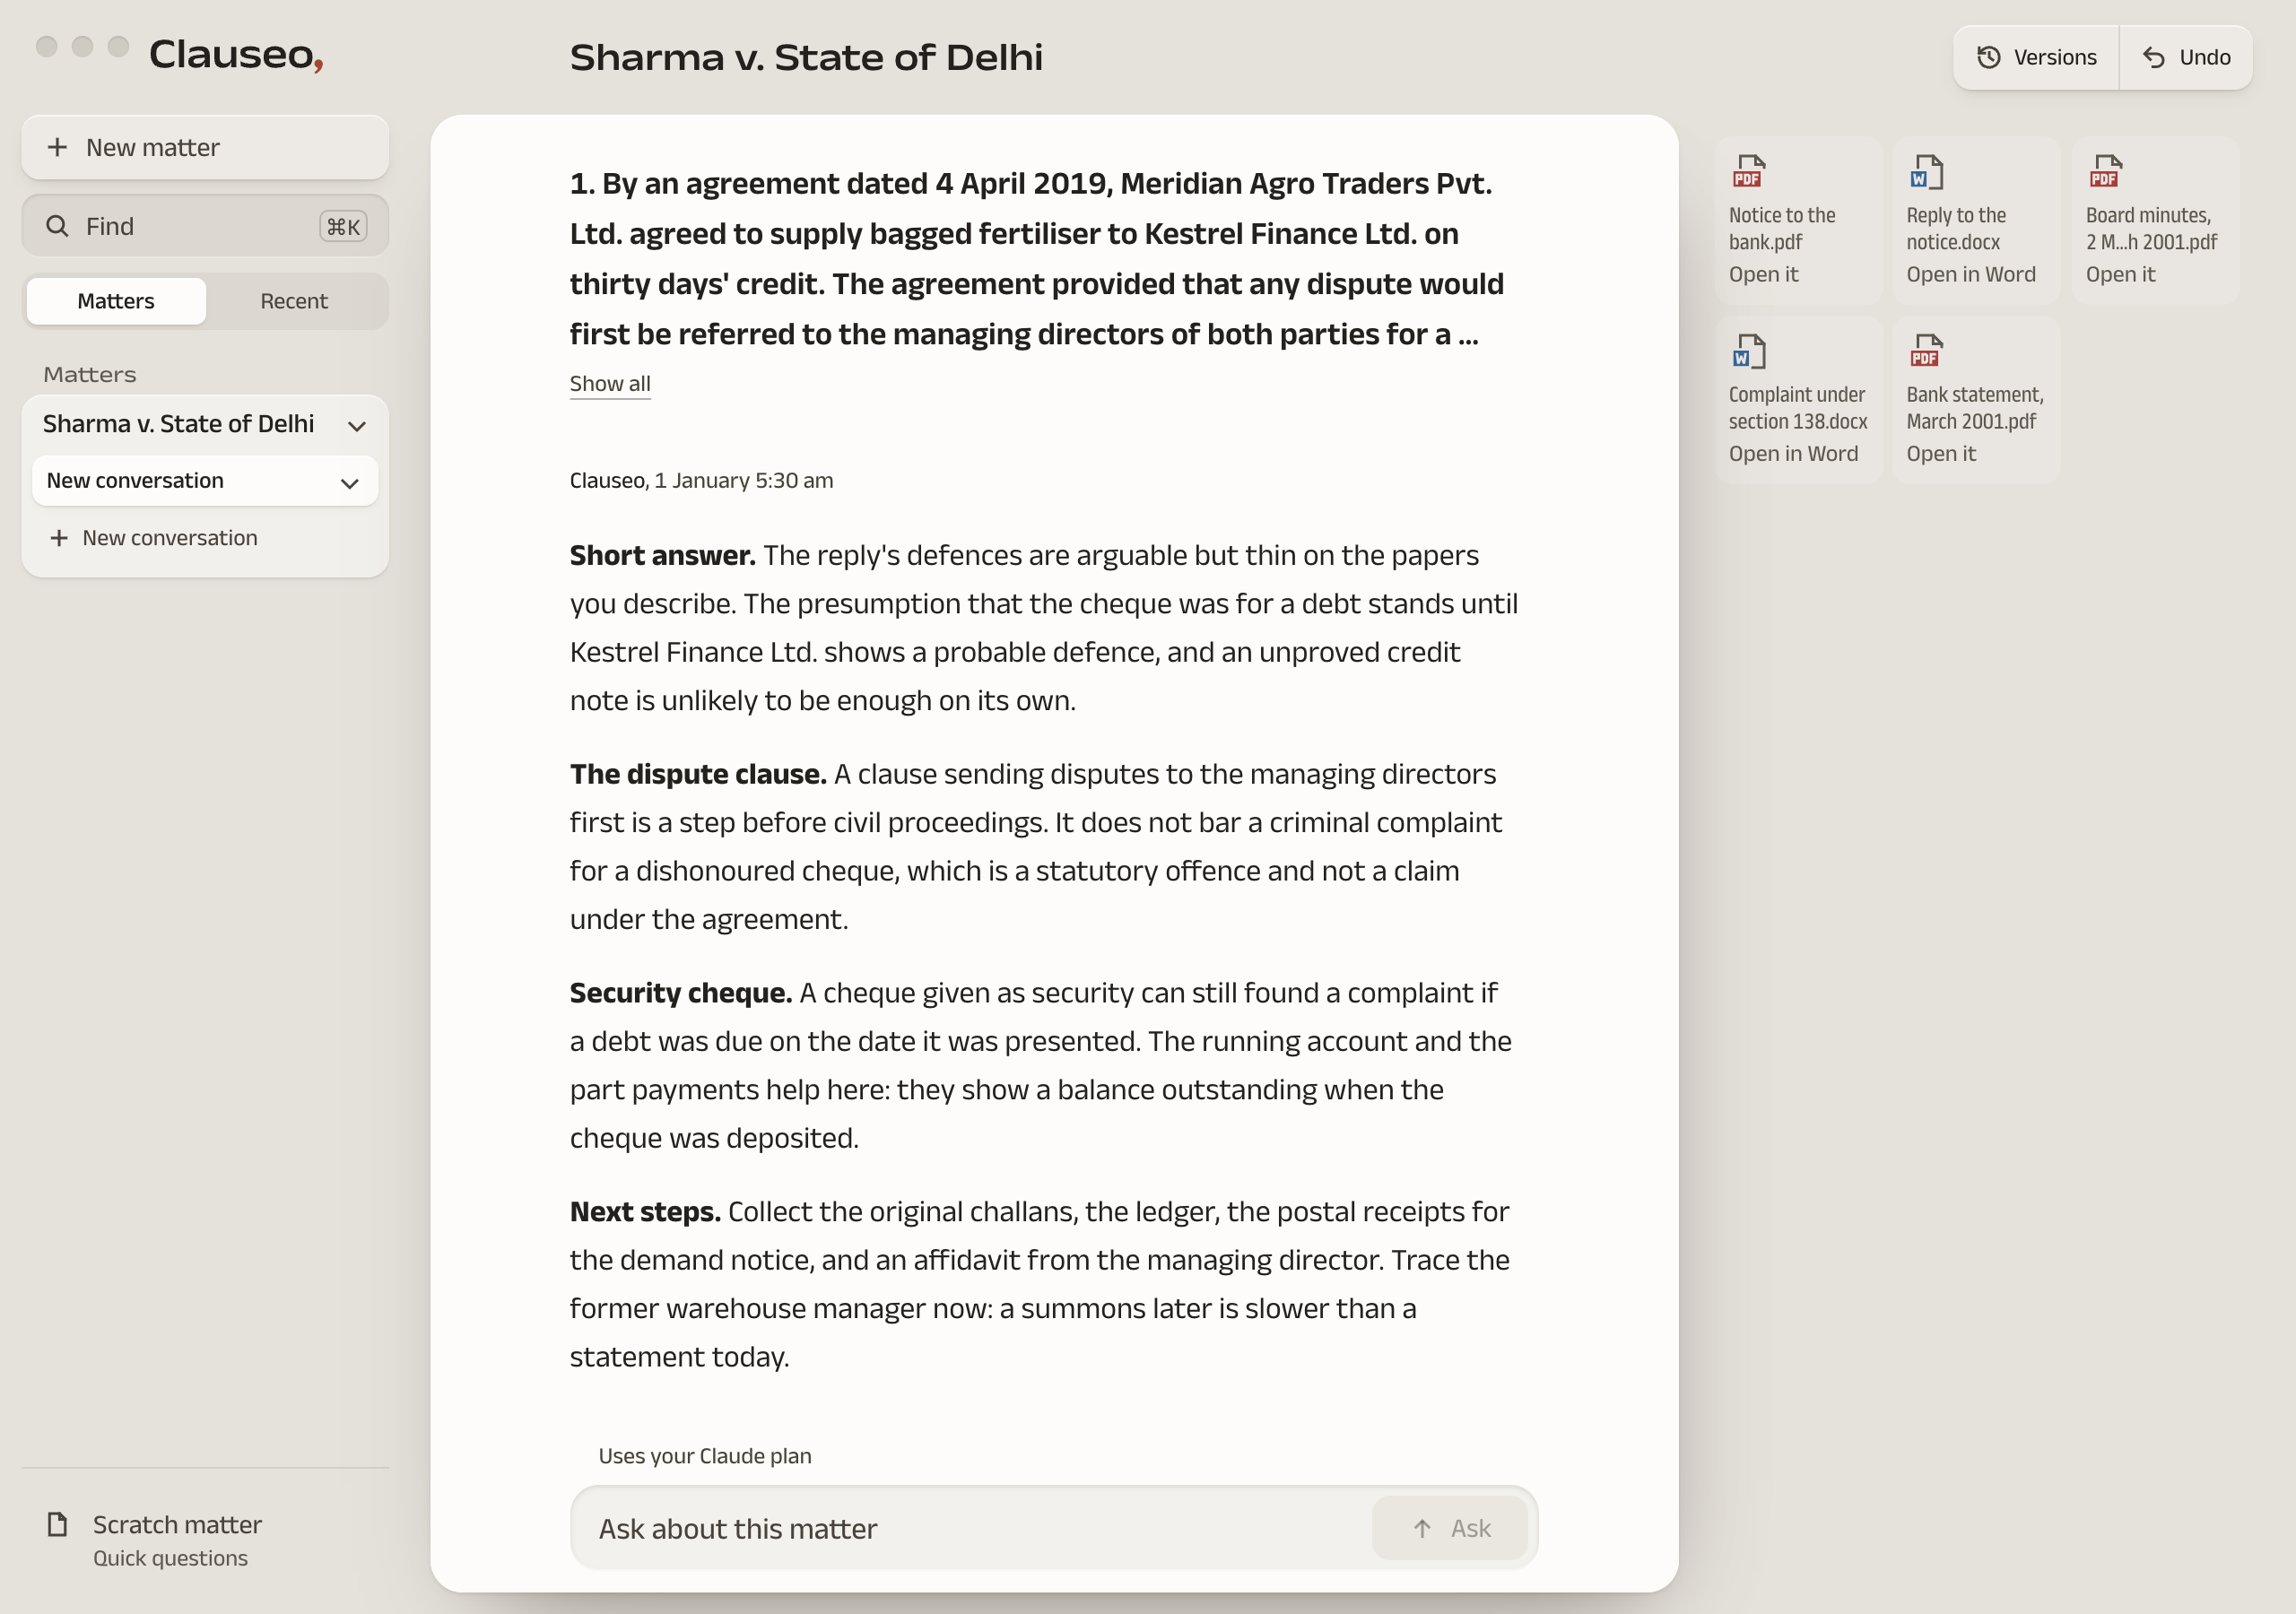 Clauseo,
Sharma v. State of Delhi
Versions
Undo
New matter
Find
⌘K
Matters
Recent
Matters
Sharma v. State of Delhi
New conversation
New conversation
Scratch matter
Quick questions
1. By an agreement dated 4 April 2019, Meridian Agro Traders Pvt.
Ltd. agreed to supply bagged fertiliser to Kestrel Finance Ltd. on
thirty days' credit. The agreement provided that any dispute would
first be referred to the managing directors of both parties for a ...
Show all
Clauseo, 1 January 5:30 am
Short answer. The reply's defences are arguable but thin on the papers
you describe. The presumption that the cheque was for a debt stands until
Kestrel Finance Ltd. shows a probable defence, and an unproved credit
note is unlikely to be enough on its own.
The dispute clause. A clause sending disputes to the managing directors
first is a step before civil proceedings. It does not bar a criminal complaint
for a dishonoured cheque, which is a statutory offence and not a claim
under the agreement.
Security cheque. A cheque given as security can still found a complaint if
a debt was due on the date it was presented. The running account and the
part payments help here: they show a balance outstanding when the
cheque was deposited.
Next steps. Collect the original challans, the ledger, the postal receipts for
the demand notice, and an affidavit from the managing director. Trace the
former warehouse manager now: a summons later is slower than a
statement today.
Uses your Claude plan
Ask about this matter
Ask
PDF
Notice to the
bank.pdf
Open it
W
Reply to the
notice.docx
Open in Word
PDF
Board minutes,
2 M...h 2001.pdf
Open it
W
Complaint under
section 138.docx
Open in Word
PDF
Bank statement,
March 2001.pdf
Open it